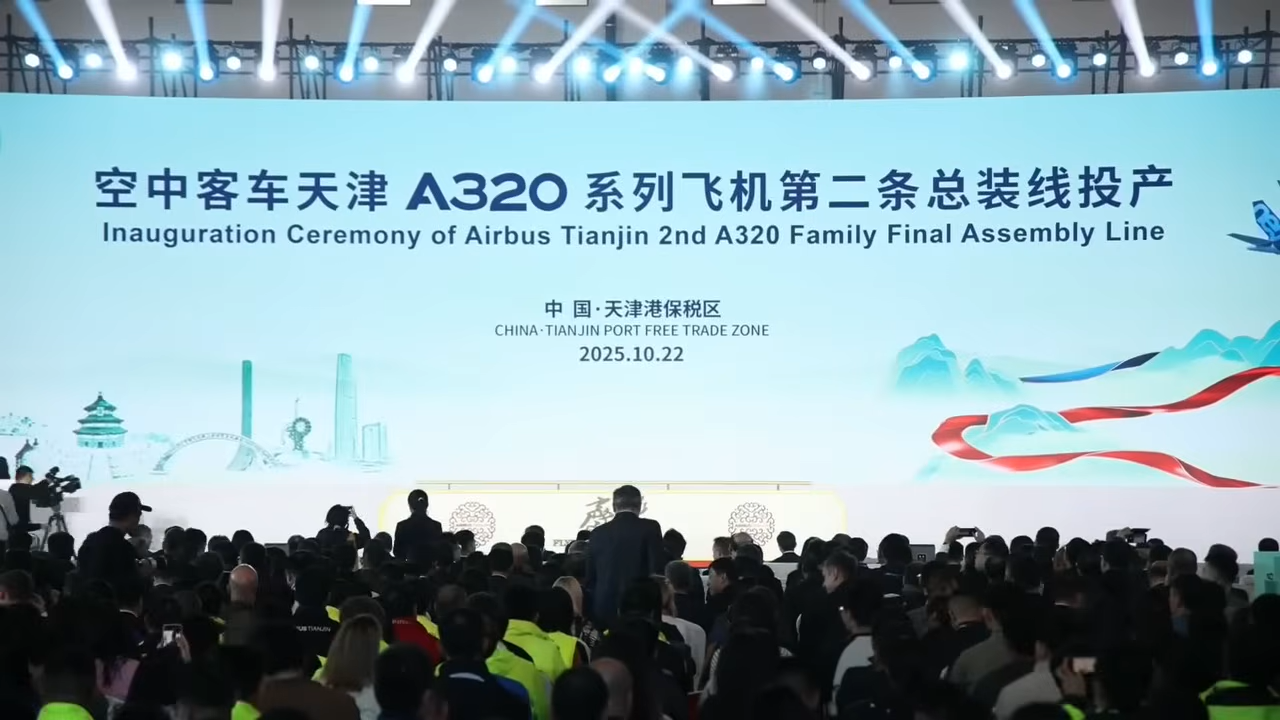 空中客车天津 A320 系列飞机第二条总装线投产
Inauguration Ceremony of Airbus Tianjin 2nd A320 Family Final Assembly Line
中 国·天津港保税区
CHINA·TIANJIN PORT FREE TRADE ZONE
2025.10.22